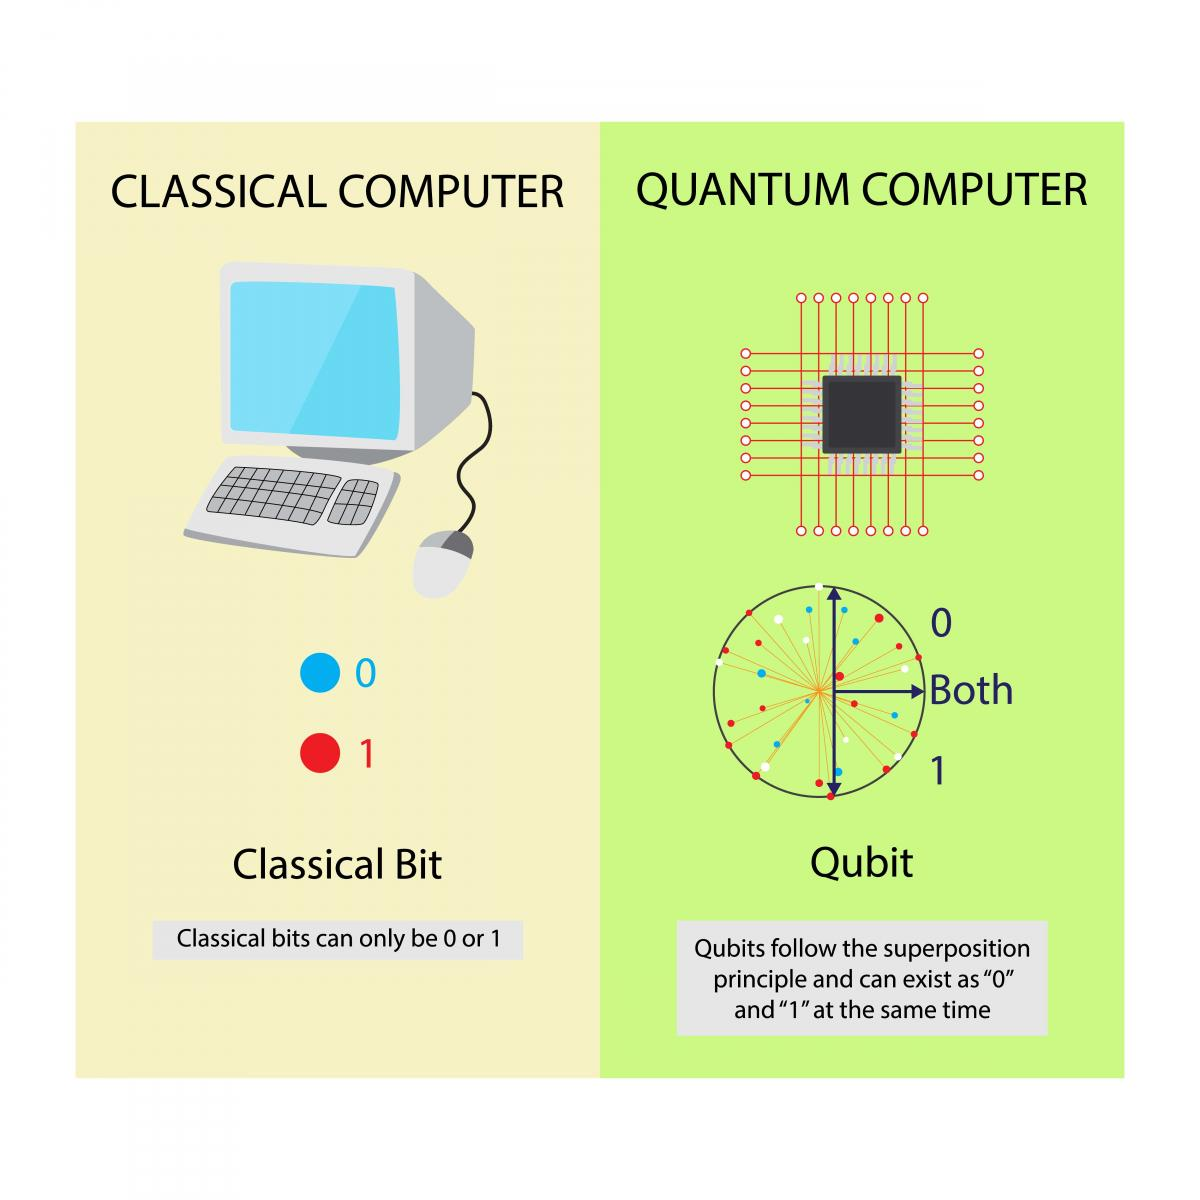 CLASSICAL COMPUTER
0
1
Classical Bit
Classical bits can only be 0 or 1
QUANTUM COMPUTER
0
Both
1
Qubit
Qubits follow the superposition
principle and can exist as “0”
and “1” at the same time